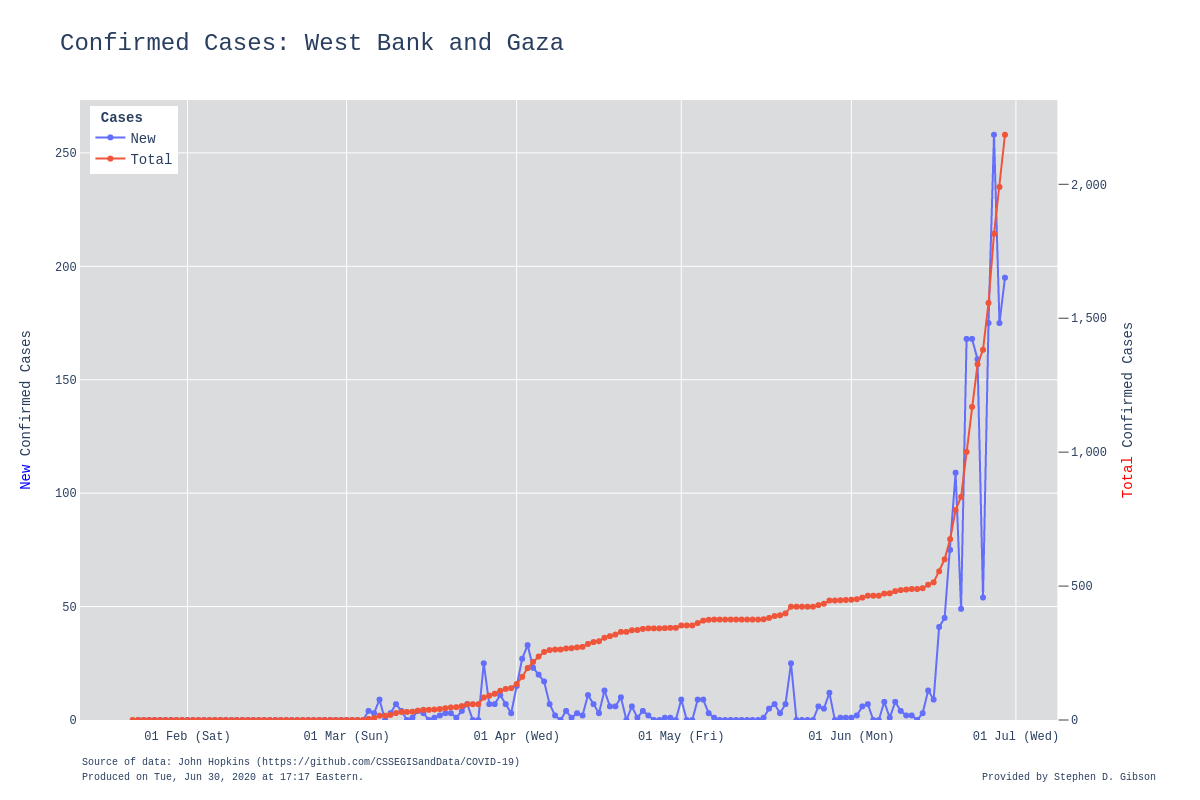 Confirmed Cases: West Bank and Gaza
Cases
New
Total
250
200
150
100
50
0
2,000
1,500
1,000
500
0
New Confirmed Cases
Total Confirmed Cases
01 Feb (Sat)
01 Mar (Sun)
01 Apr (Wed)
01 May (Fri)
01 Jun (Mon)
01 Jul (Wed)
Source of data: John Hopkins (https://github.com/CSSEGISandData/COVID-19)
Produced on Tue, Jun 30, 2020 at 17:17 Eastern.
Provided by Stephen D. Gibson